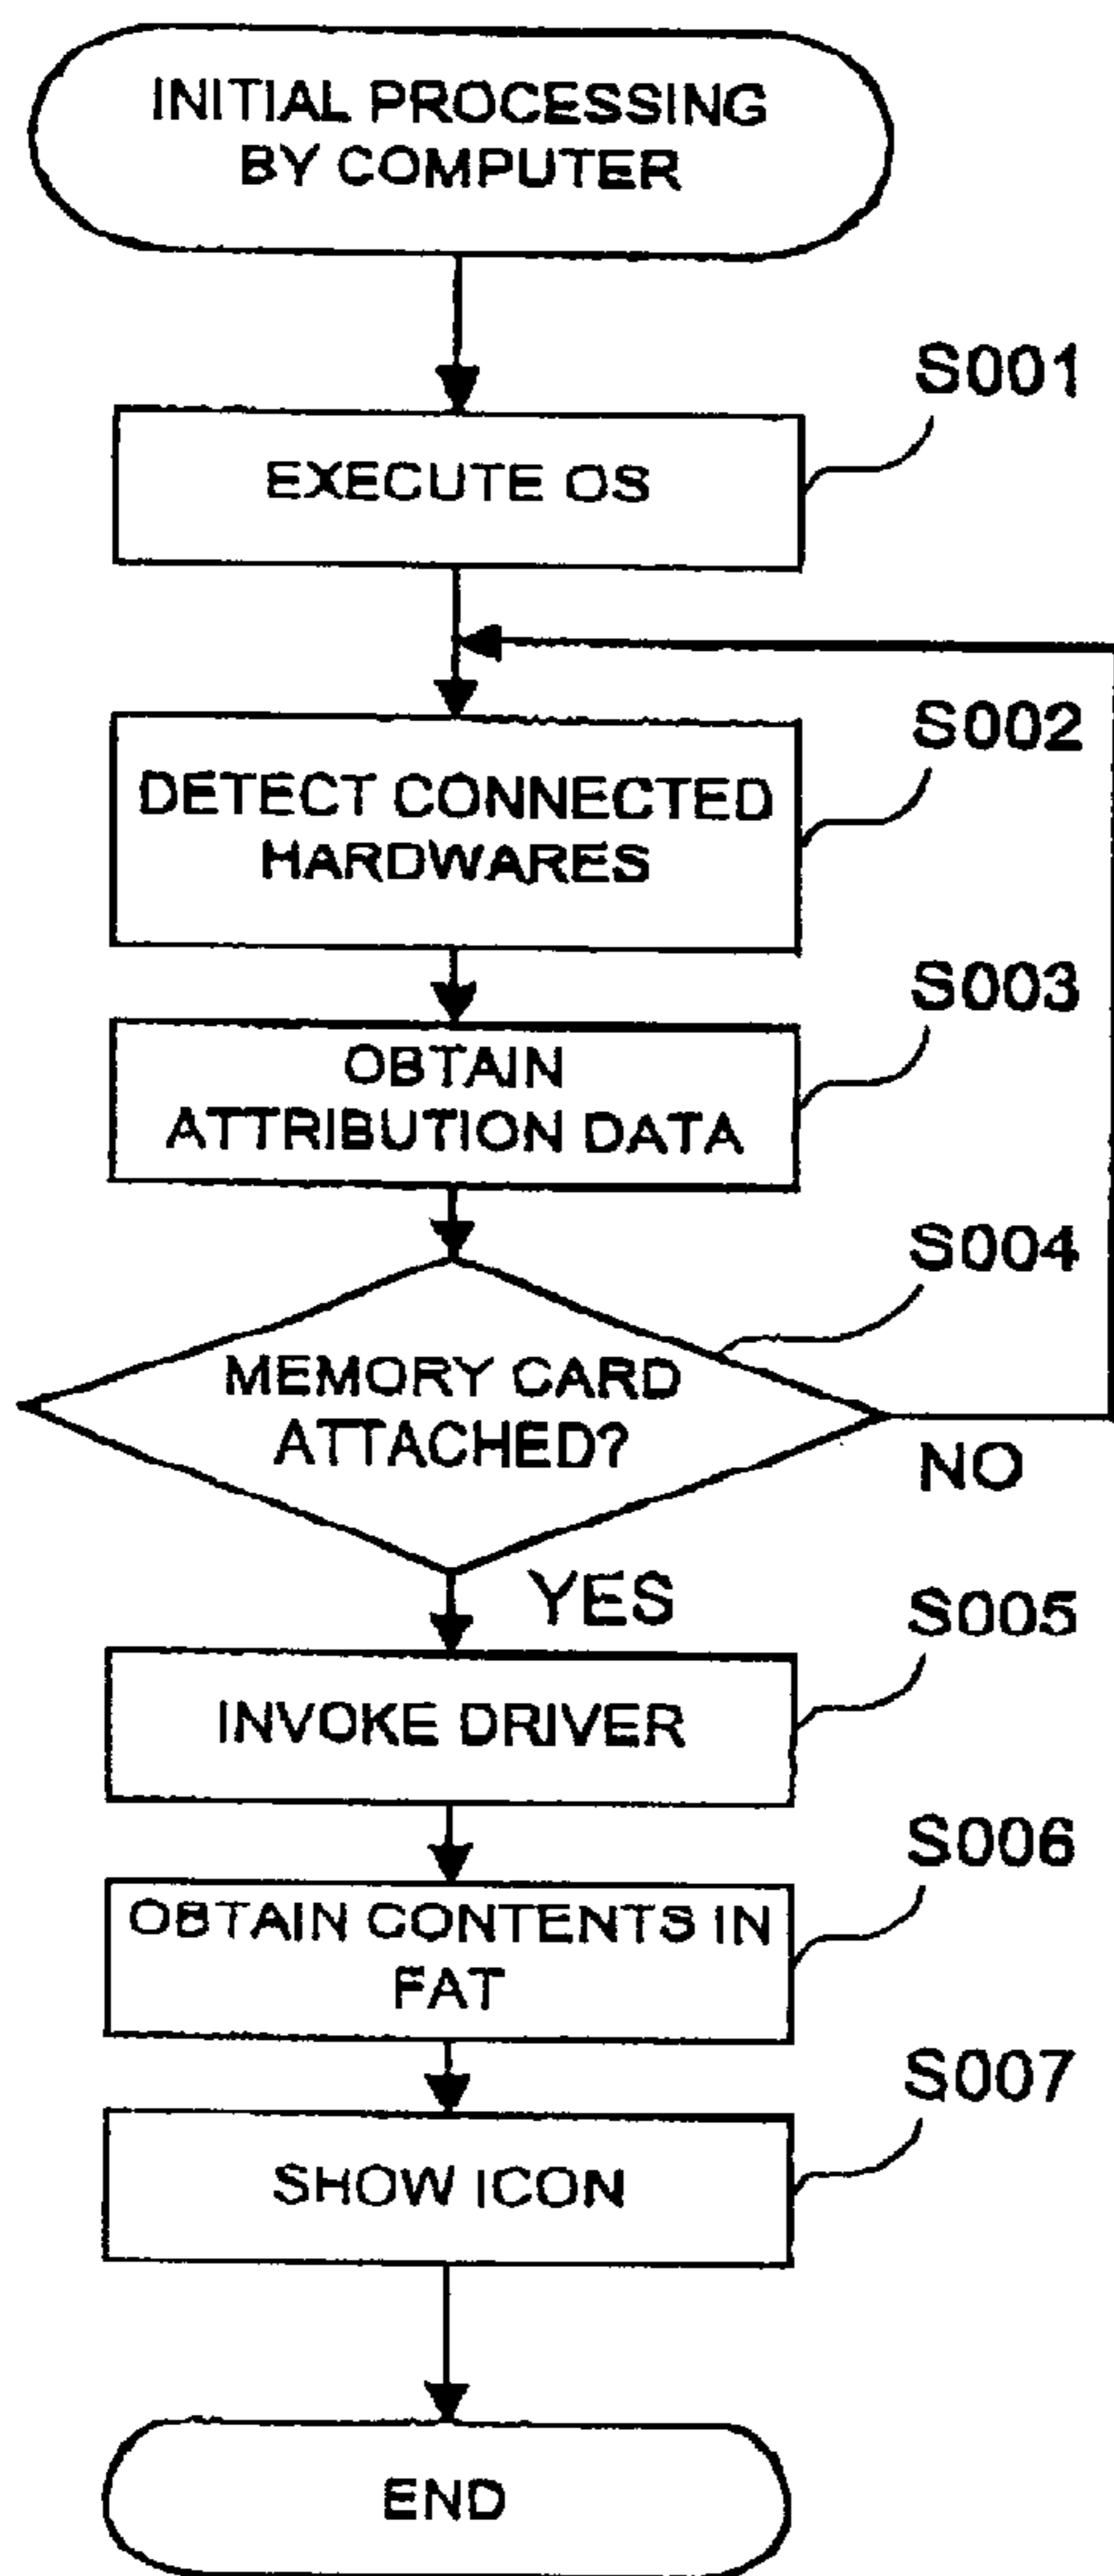 INITIAL PROCESSING
BY COMPUTER
S001
EXECUTE OS
S002
DETECT CONNECTED
HARDWARES
S003
OBTAIN
ATTRIBUTION DATA
S004
MEMORY CARD
ATTACHED?
NO
YES
S005
INVOKE DRIVER
S006
OBTAIN CONTENTS IN
FAT
S007
SHOW ICON
END